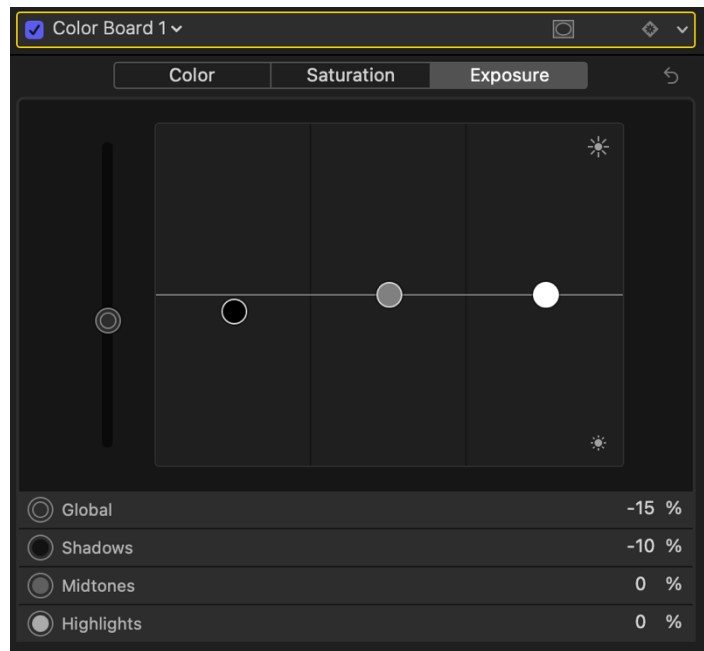 Color Board 1
Color Saturation Exposure
Global -15 %
Shadows -10 %
Midtones 0 %
Highlights 0 %